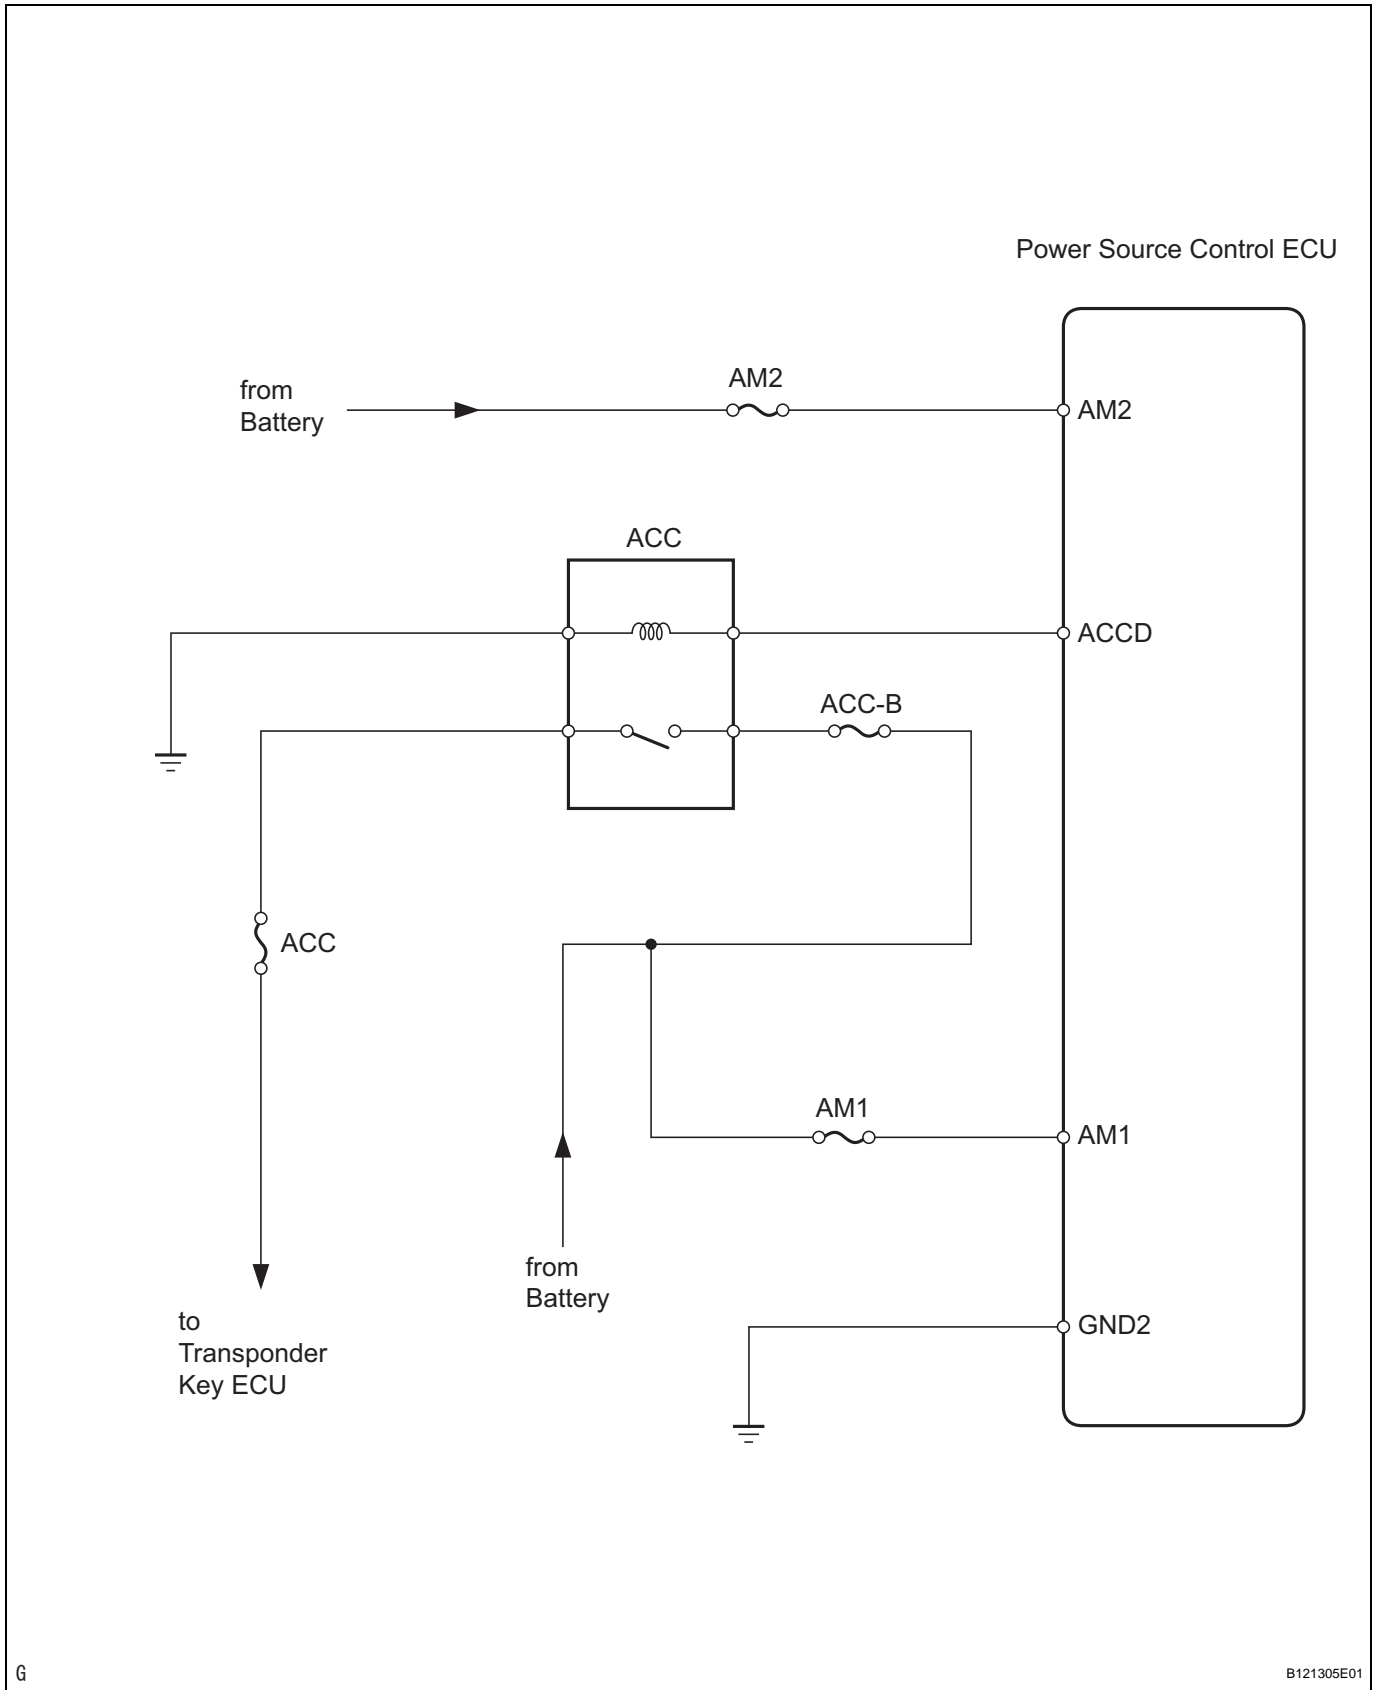 Power Source Control ECU
AM2
from
Battery
AM2
ACC
ACCD
ACC-B
ACC
AM1
AM1
from
Battery
to
Transponder
Key ECU
GND2
G
B121305E01